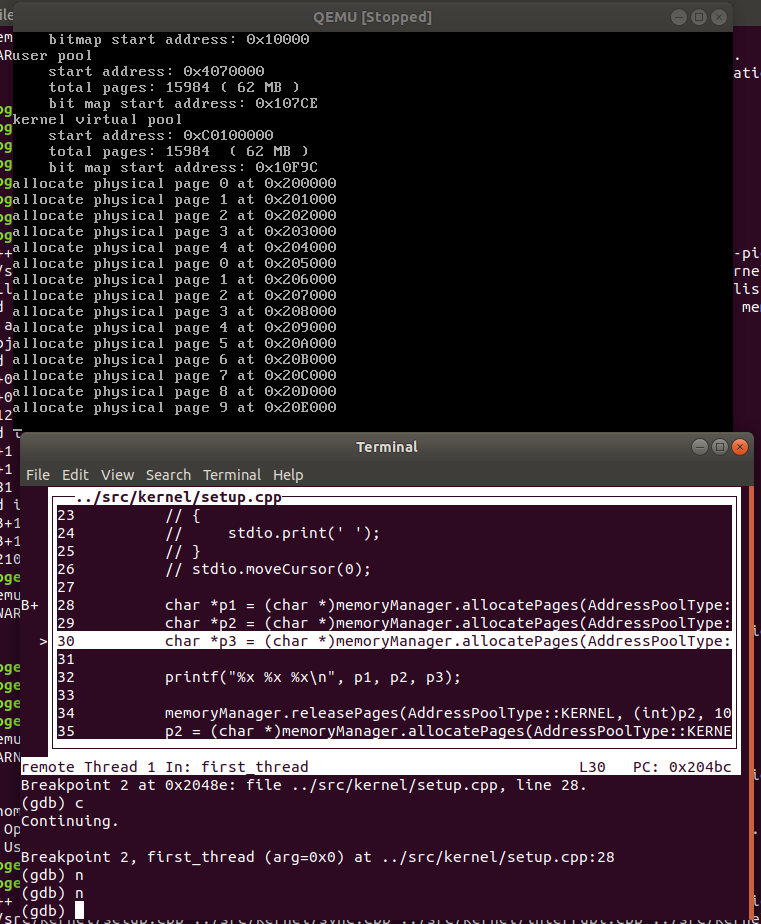 QEMU [Stopped]
bitmap start address: 0x10000
user pool
start address: 0x4070000
total pages: 15984 ( 62 MB )
bit map start address: 0x107CE
kernel virtual pool
start address: 0xC0100000
total pages: 15984  ( 62 MB )
bit map start address: 0x10F9C
allocate physical page 0 at 0x200000
allocate physical page 1 at 0x201000
allocate physical page 2 at 0x202000
allocate physical page 3 at 0x203000
allocate physical page 4 at 0x204000
allocate physical page 0 at 0x205000
allocate physical page 1 at 0x206000
allocate physical page 2 at 0x207000
allocate physical page 3 at 0x208000
allocate physical page 4 at 0x209000
allocate physical page 5 at 0x20A000
allocate physical page 6 at 0x20B000
allocate physical page 7 at 0x20C000
allocate physical page 8 at 0x20D000
allocate physical page 9 at 0x20E000
Terminal
File Edit View Search Terminal Help
../src/kernel/setup.cpp
23 // {
24 //     stdio.print(' ');
25 // }
26 // stdio.moveCursor(0);
27
B+ 28 char *p1 = (char *)memoryManager.allocatePages(AddressPoolType:
29 char *p2 = (char *)memoryManager.allocatePages(AddressPoolType:
> 30 char *p3 = (char *)memoryManager.allocatePages(AddressPoolType:
31
32 printf("%x %x %x\n", p1, p2, p3);
33
34 memoryManager.releasePages(AddressPoolType::KERNEL, (int)p2, 10
35 p2 = (char *)memoryManager.allocatePages(AddressPoolType::KERNE
remote Thread 1 In: first_thread L30 PC: 0x204bc
Breakpoint 2 at 0x2048e: file ../src/kernel/setup.cpp, line 28.
(gdb) c
Continuing.
Breakpoint 2, first_thread (arg=0x0) at ../src/kernel/setup.cpp:28
(gdb) n
(gdb) n
(gdb)